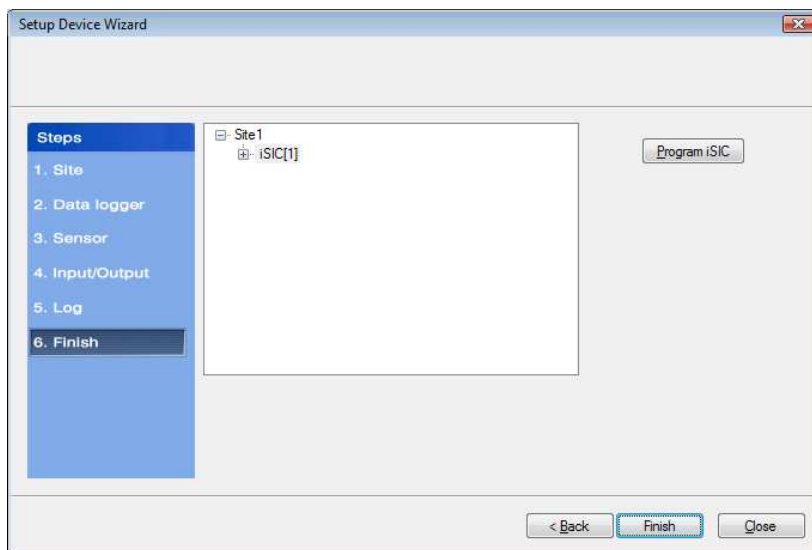 Setup Device Wizard
Steps
1. Site
2. Data logger
3. Sensor
4. Input/Output
5. Log
6. Finish
Site1
iSIC[1]
Program iSIC
< Back
Finish
Close